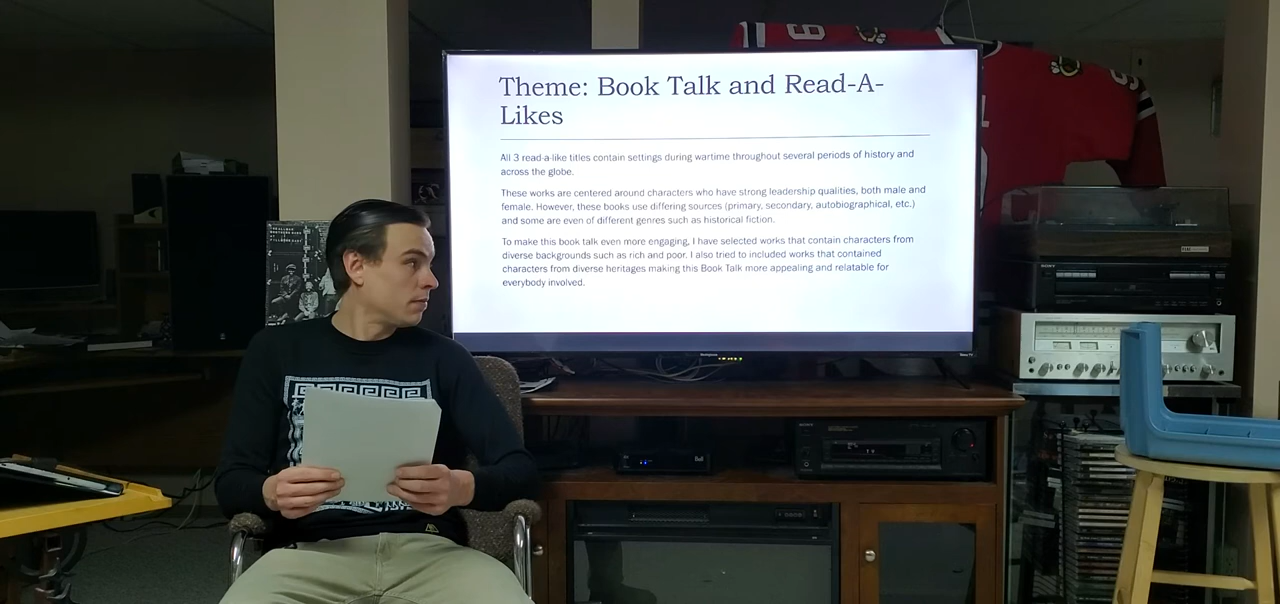 Theme: Book Talk and Read-A-
Likes
All 3 read-a-like titles contain settings during wartime throughout several periods of history and
across the globe.
These works are centered around characters who have strong leadership qualities, both male and
female. However, these books use differing sources (primary, secondary, autobiographical, etc.)
and some are even of different genres such as historical fiction.
To make this book talk even more engaging, I have selected works that contain characters from
diverse backgrounds such as rich and poor. I also tried to included works that contained
characters from diverse heritages making this Book Talk more appealing and relatable for
everybody involved.
SONY
SONY
Bell